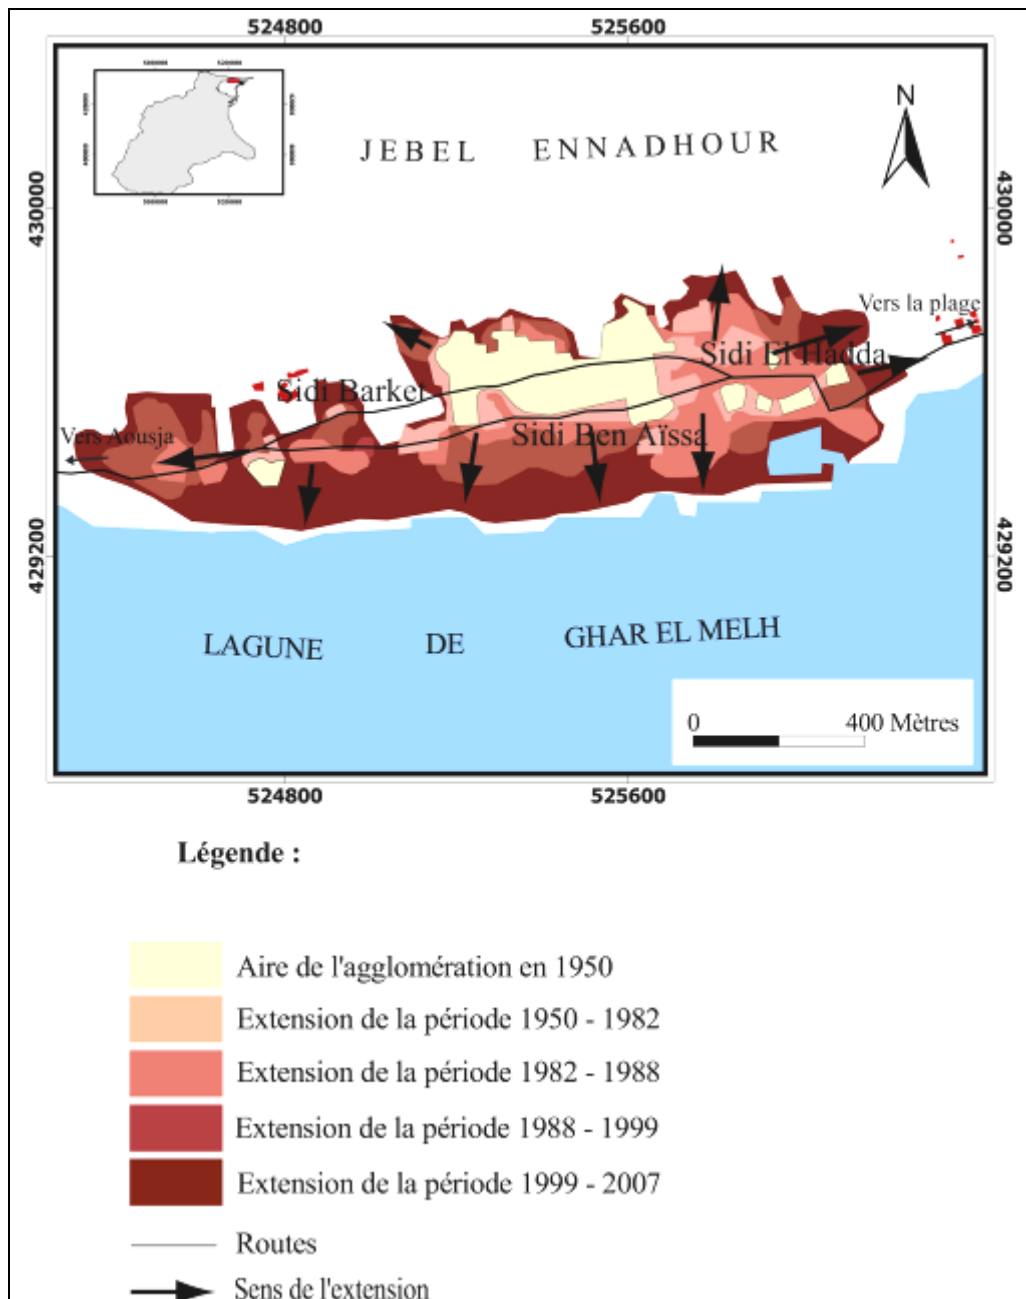 524800 525600
JEBEL ENNADHOUR
N
430000
430000
Vers la plage
Sidi El Hadda
Sidi Barket
Sidi Ben Aïssa
Vers Aousja
429200
429200
LAGUNE DE GHAR EL MELH
0 400 Mètres
524800 525600
Légende :
Aire de l'agglomération en 1950
Extension de la période 1950 - 1982
Extension de la période 1982 - 1988
Extension de la période 1988 - 1999
Extension de la période 1999 - 2007
Routes
Sens de l'extension